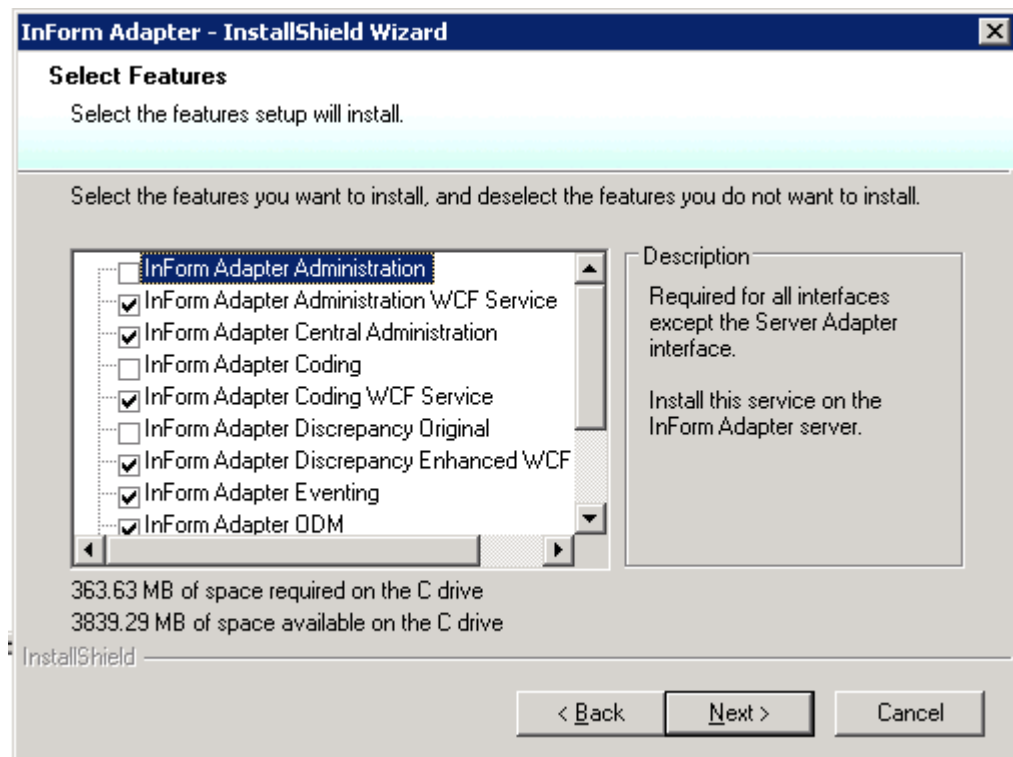 InForm Adapter - InstallShield Wizard
Select Features
Select the features setup will install.
Select the features you want to install, and deselect the features you do not want to install.
InForm Adapter Administration
InForm Adapter Administration WCF Service
InForm Adapter Central Administration
InForm Adapter Coding
InForm Adapter Coding WCF Service
InForm Adapter Discrepancy Original
InForm Adapter Discrepancy Enhanced WCF
InForm Adapter Eventing
InForm Adapter ODM
Description
Required for all interfaces
except the Server Adapter
interface.
Install this service on the
InForm Adapter server.
363.63 MB of space required on the C drive
3839.29 MB of space available on the C drive
InstallShield
< Back
Next >
Cancel